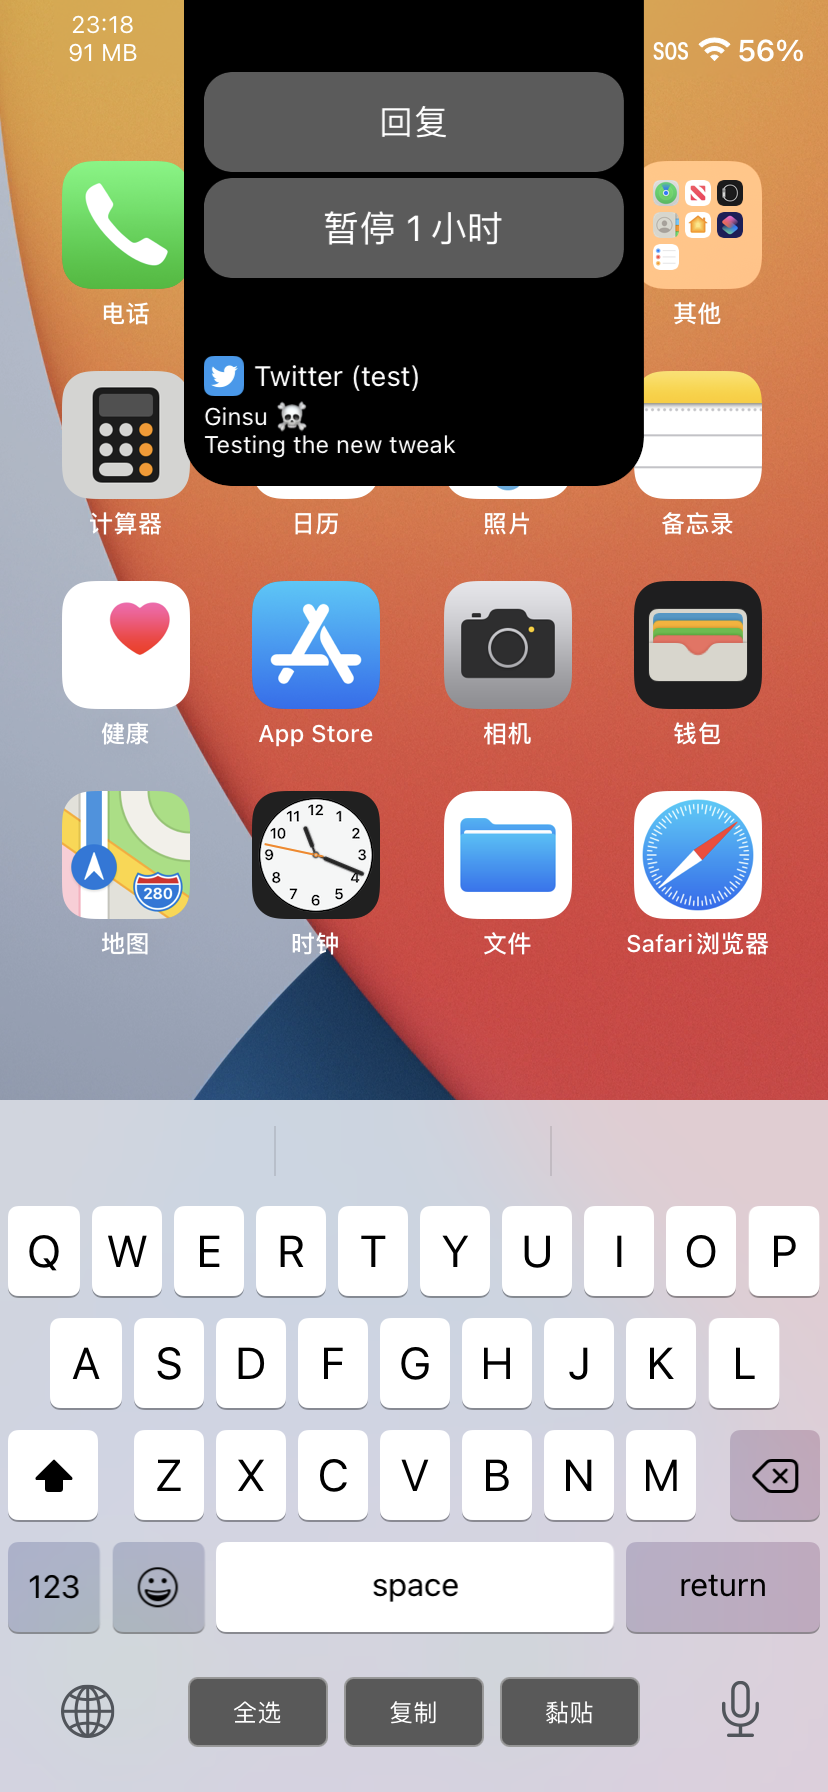 23:18
91 MB
SOS
56%
回复
暂停 1 小时
Twitter (test)
Ginsu ☠️
Testing the new tweak
电话
其他
计算器
日历
照片
备忘录
健康
App Store
相机
钱包
280
12
11
1
10
2
9
3
8
4
7
5
6
地图
时钟
文件
Safari浏览器
Q W E R T Y U I O P
A S D F G H J K L
Z X C V B N M
123
space
return
全选
复制
黏贴